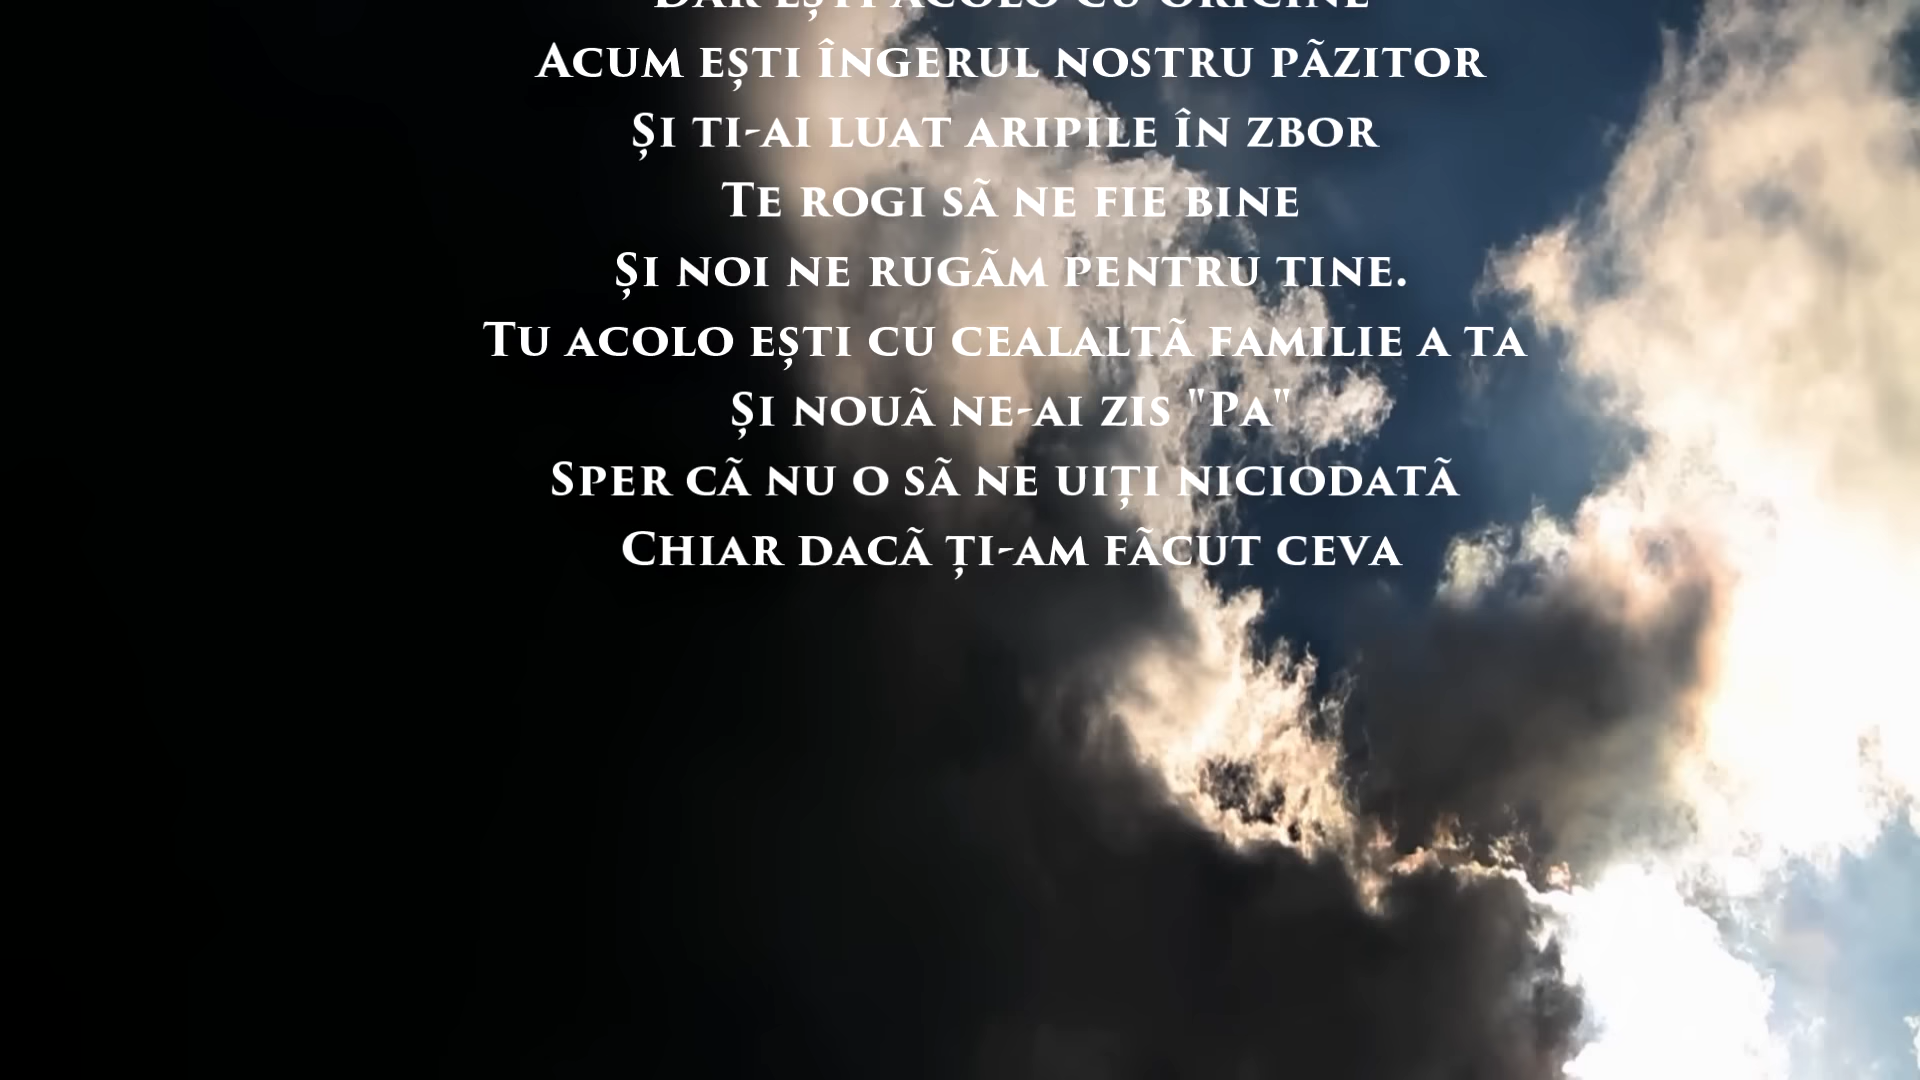 Dar ești acolo cu oricine
Acum ești îngerul nostru pãzitor
Și ti-ai luat aripile în zbor
Te rogi sã ne fie bine
Și noi ne rugãm pentru tine.
Tu acolo ești cu cealaltã familie a ta
Și nouã ne-ai zis "Pa"
Sper cã nu o sã ne uiți niciodatã
Chiar dacã ți-am fãcut ceva